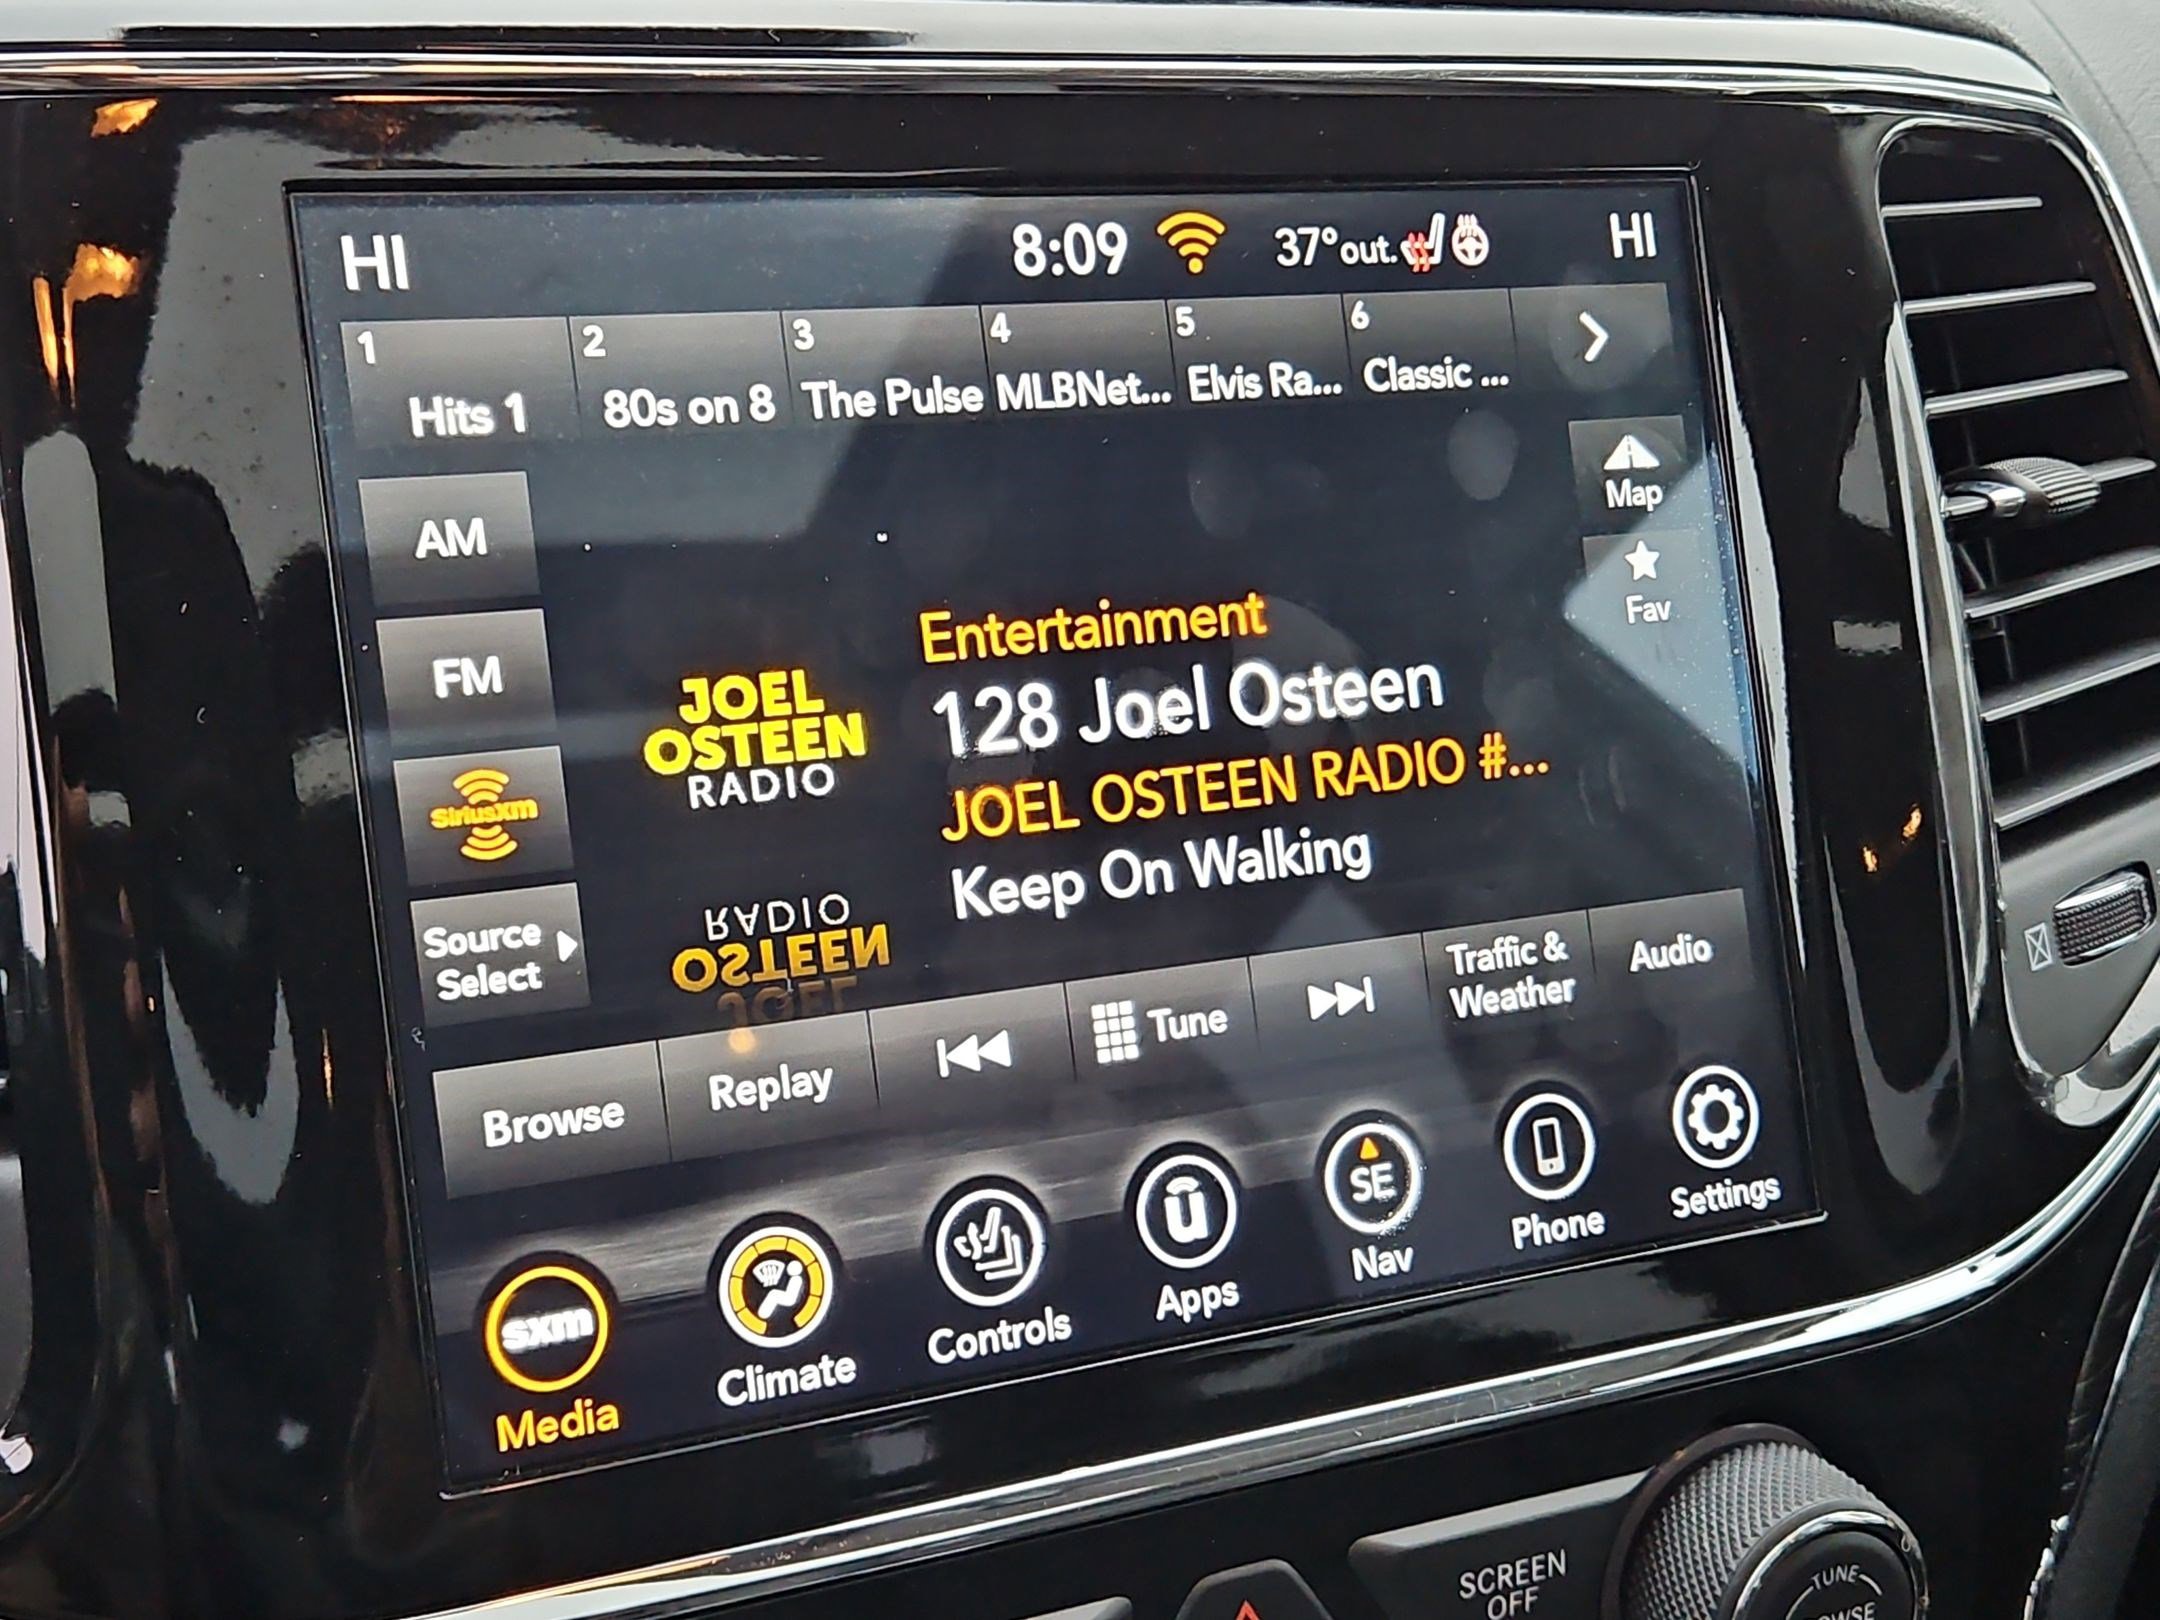 HI 8:09 37° out. HI
1 2 3 4 5 6
Hits 1 80s on 8 The Pulse MLBNet... Elvis Ra... Classic ...
AM
FM
SiriusXM
Source
Select
Map
Fav
JOEL
OSTEEN
RADIO
Entertainment
128 Joel Osteen
JOEL OSTEEN RADIO #...
Keep On Walking
RADIO
OSTEEN
JOEL
Browse
Replay
Tune
Traffic &
Weather
Audio
sxm
Media
Climate
Controls
u
Apps
SE
Nav
Phone
Settings
SCREEN
OFF
TUNE